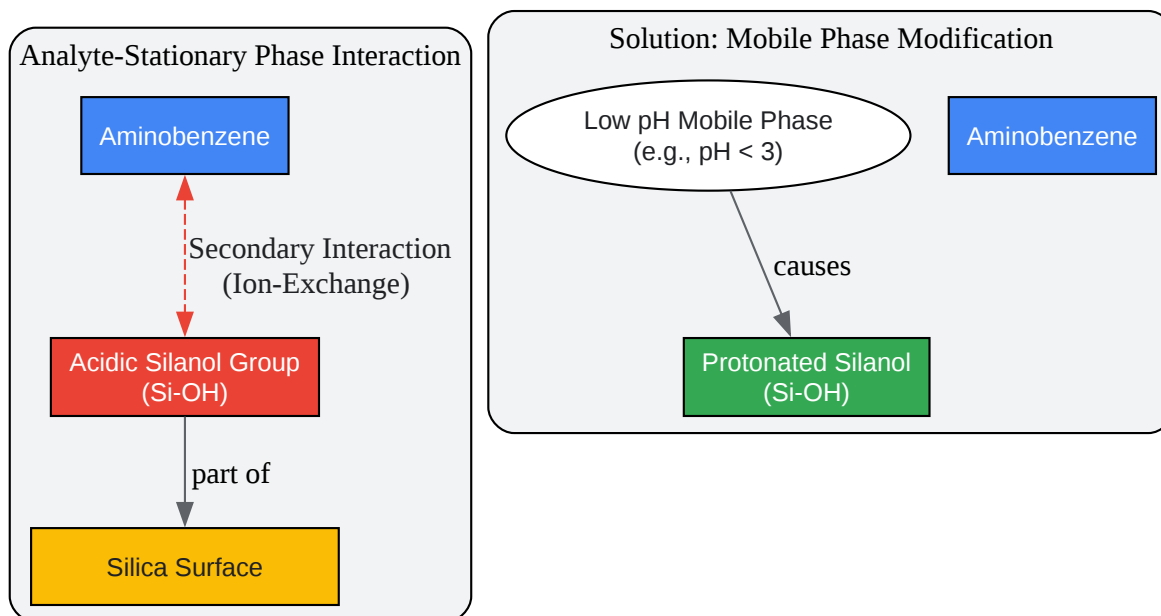 Analyte-Stationary Phase Interaction
Aminobenzene
Secondary Interaction
(Ion-Exchange)
Acidic Silanol Group
(Si-OH)
part of
Silica Surface
Solution: Mobile Phase Modification
Low pH Mobile Phase
(e.g., pH < 3)
Aminobenzene
causes
Protonated Silanol
(Si-OH)